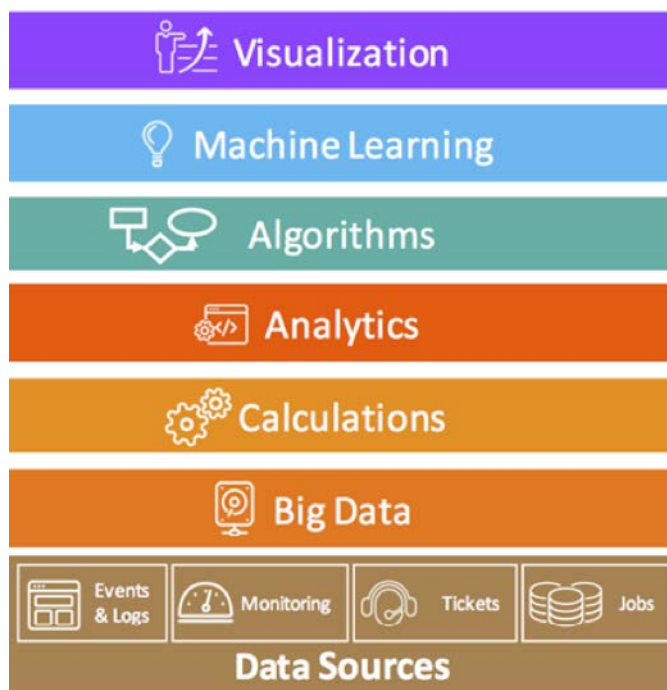 Visualization
Machine Learning
Algorithms
</>
Analytics
Calculations
Big Data
Events
& Logs
Monitoring
Tickets
Jobs
Data Sources